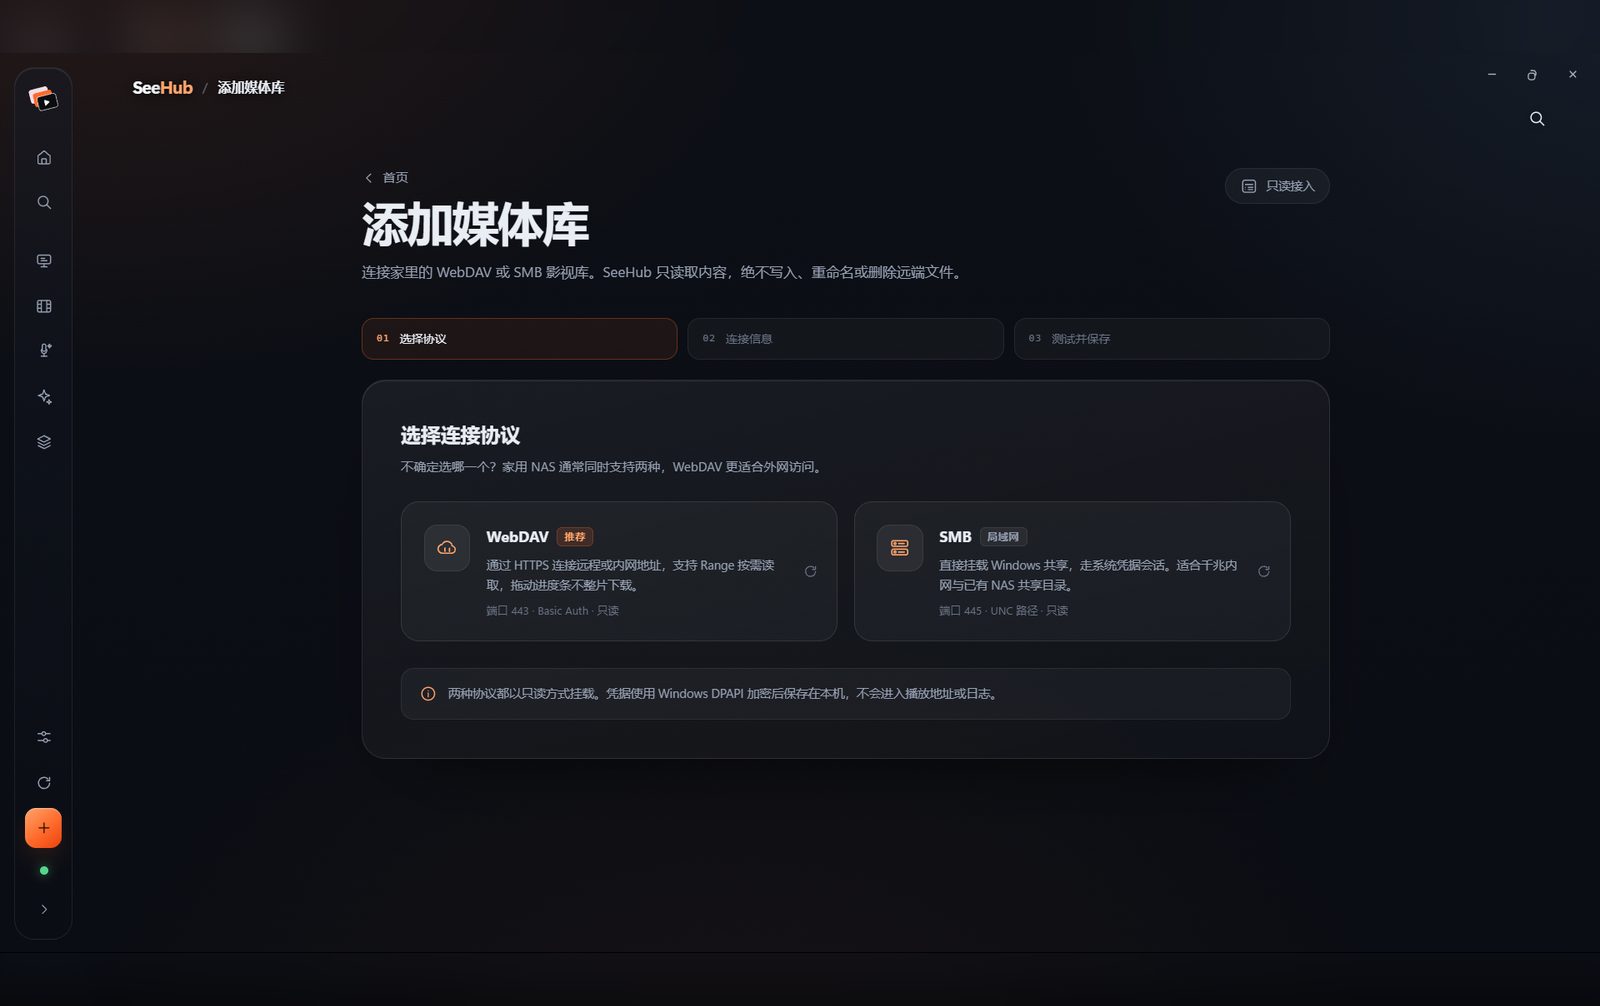 SeeHub / 添加媒体库
首页
只读接入
添加媒体库
连接家里的 WebDAV 或 SMB 影视库。SeeHub 只读取内容，绝不写入、重命名或删除远端文件。
01 选择协议
02 连接信息
03 测试并保存
选择连接协议
不确定选哪一个？家用 NAS 通常同时支持两种，WebDAV 更适合外网访问。
WebDAV 推荐
通过 HTTPS 连接远程或内网地址，支持 Range 按需读
取，拖动进度条不整片下载。
端口 443 · Basic Auth · 只读
SMB 局域网
直接挂载 Windows 共享，走系统凭据会话。适合千兆内
网与已有 NAS 共享目录。
端口 445 · UNC 路径 · 只读
两种协议都以只读方式挂载。凭据使用 Windows DPAPI 加密后保存在本机，不会进入播放地址或日志。